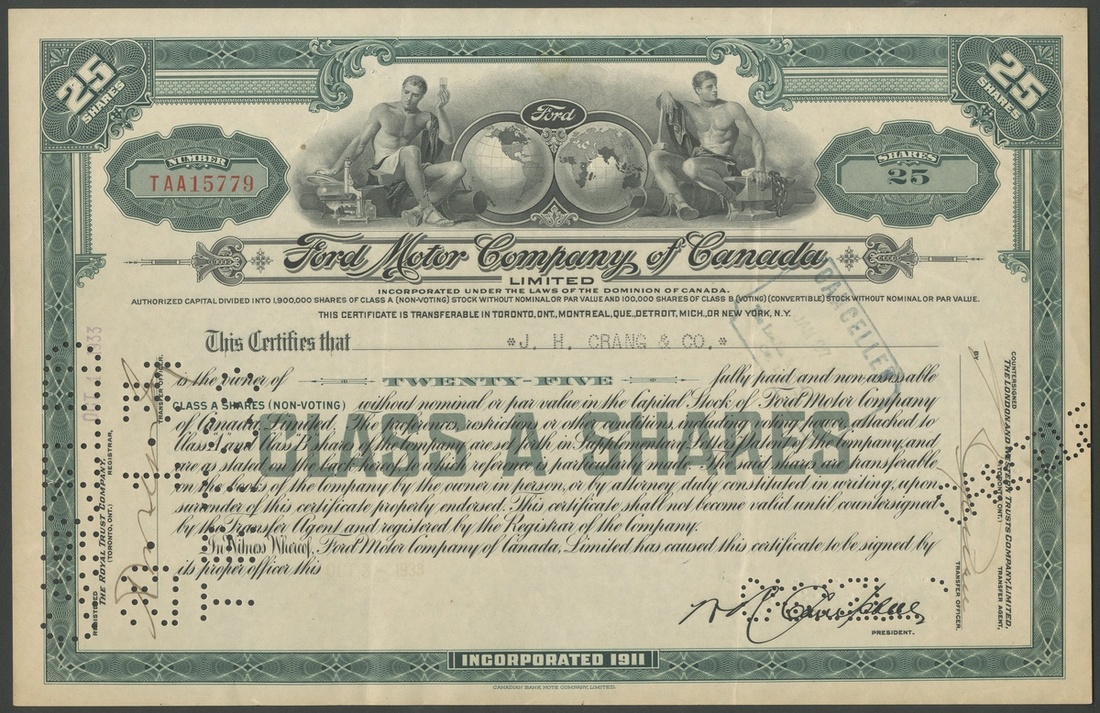 25 SHARES
25 SHARES
Ford
NUMBER
TAA15779
SHARES
25
Ford Motor Company of Canada
LIMITED
INCORPORATED UNDER THE LAWS OF THE DOMINION OF CANADA.
AUTHORIZED CAPITAL DIVIDED INTO 1,900,000 SHARES OF CLASS A (NON-VOTING) STOCK WITHOUT NOMINAL OR PAR VALUE AND 100,000 SHARES OF CLASS B (VOTING) (CONVERTIBLE) STOCK WITHOUT NOMINAL OR PAR VALUE.
THIS CERTIFICATE IS TRANSFERABLE IN TORONTO, ONT., MONTREAL, QUE., DETROIT, MICH., OR NEW YORK, N.Y.
CANCELLED
JAN 27
This Certifies that *J. H. CRANG & CO.*
is the owner of TWENTY-FIVE fully paid and non-assessable
CLASS A SHARES (NON-VOTING) without nominal or par value in the Capital Stock of Ford Motor Company
of Canada, Limited. The preferences, restrictions or other conditions, including voting power attached to
Class A and Class B shares of the Company are set forth in Supplementary Letters Patent to the Company, and
are as stated on the back hereof to which reference is particularly made. The said shares are transferable
on the books of the Company by the owner in person, or by attorney duly constituted in writing, upon
surrender of this certificate properly endorsed. This certificate shall not become valid until countersigned
by the Transfer Agent and registered by the Registrar of the Company.
CLASS A SHARES
In Witness Whereof, Ford Motor Company of Canada, Limited has caused this certificate to be signed by
its proper officer this OCT 3 - 1933
PRESIDENT.
REGISTERED
THE ROYAL TRUST COMPANY,
(TORONTO, ONT.) REGISTRAR,
TRANSFER OFFICER.
COUNTERSIGNED
THE LONDON AND WESTERN TRUSTS COMPANY, LIMITED,
(TORONTO, ONT.) TRANSFER AGENT,
BY
TRANSFER OFFICER.
INCORPORATED 1911
CANADIAN BANK NOTE COMPANY, LIMITED.